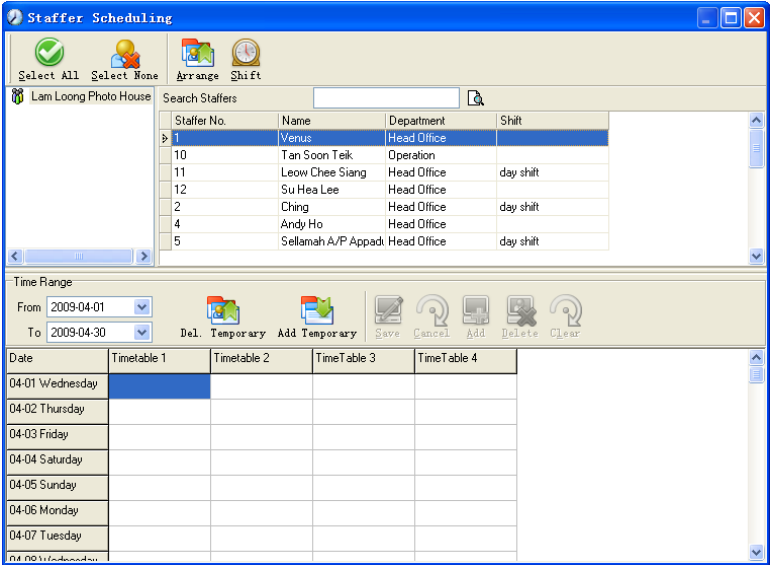 Staffer Scheduling
Select All Select None Arrange Shift
Lam Loong Photo House
Search Staffers
Staffer No. Name Department Shift
1 Venus Head Office
10 Tan Soon Teik Operation
11 Leow Chee Siang Head Office day shift
12 Su Hea Lee Head Office
2 Ching Head Office day shift
4 Andy Ho Head Office
5 Sellamah A/P Appadu Head Office day shift
Time Range
From 2009-04-01
To 2009-04-30
Del. Temporary Add Temporary Save Cancel Add Delete Clear
Date Timetable 1 Timetable 2 TimeTable 3 TimeTable 4
04-01 Wednesday
04-02 Thursday
04-03 Friday
04-04 Saturday
04-05 Sunday
04-06 Monday
04-07 Tuesday
04-08 Wednesday